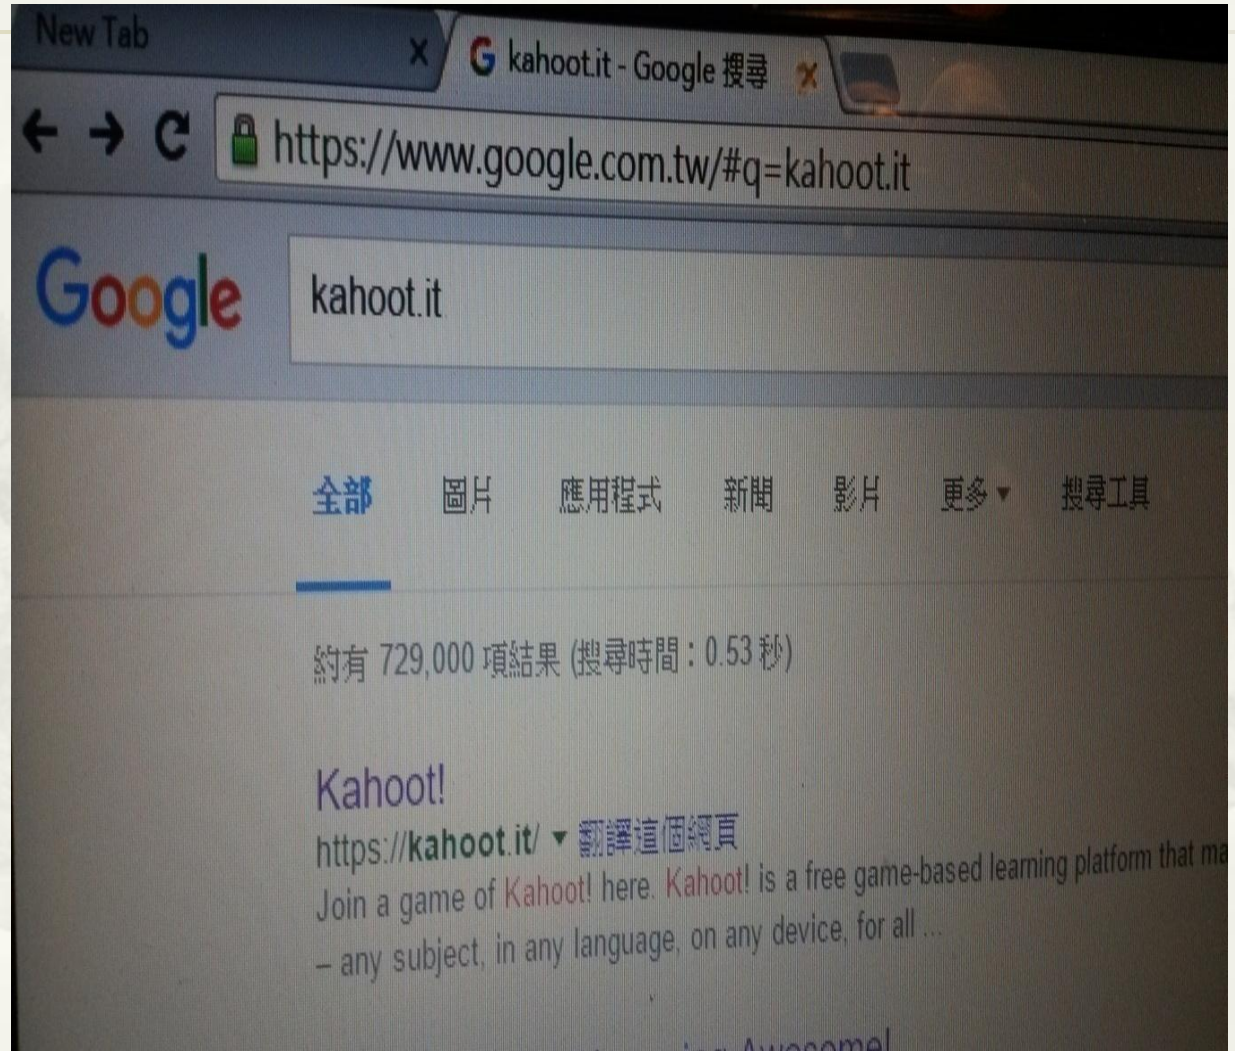 New Tab
kahoot.it - Google 搜尋
https://www.google.com.tw/#q=kahoot.it
Google
kahoot.it
全部 圖片 應用程式 新聞 影片 更多 搜尋工具
約有 729,000 項結果 (搜尋時間：0.53 秒)
Kahoot!
https://kahoot.it/ 翻譯這個網頁
Join a game of Kahoot! here. Kahoot! is a free game-based learning platform that ma
– any subject, in any language, on any device, for all ...
Awesome!